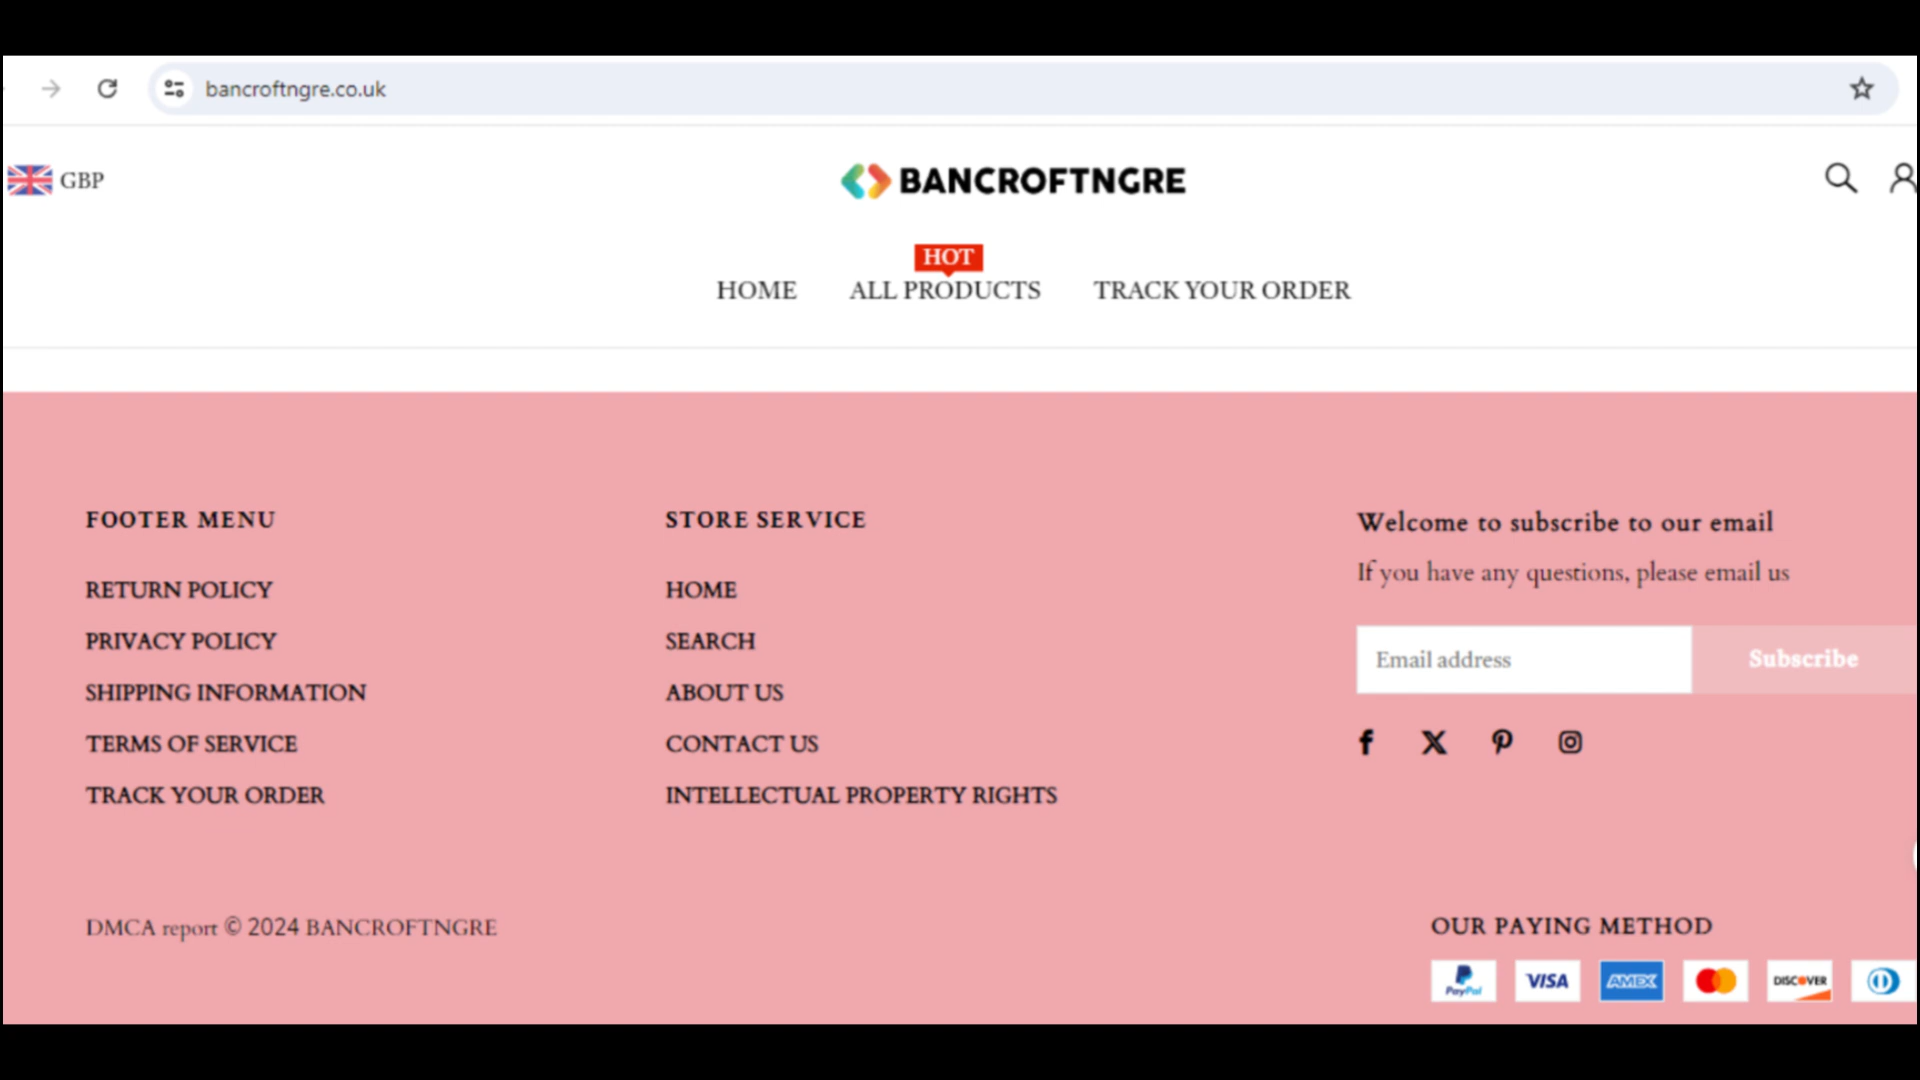 bancroftngre.co.uk
GBP
BANCROFTNGRE
HOT
HOME ALL PRODUCTS TRACK YOUR ORDER
FOOTER MENU
RETURN POLICY
PRIVACY POLICY
SHIPPING INFORMATION
TERMS OF SERVICE
TRACK YOUR ORDER
STORE SERVICE
HOME
SEARCH
ABOUT US
CONTACT US
INTELLECTUAL PROPERTY RIGHTS
Welcome to subscribe to our email
If you have any questions, please email us
Email address Subscribe
DMCA report © 2024 BANCROFTNGRE
OUR PAYING METHOD
PayPal VISA AMEX DISCOVER